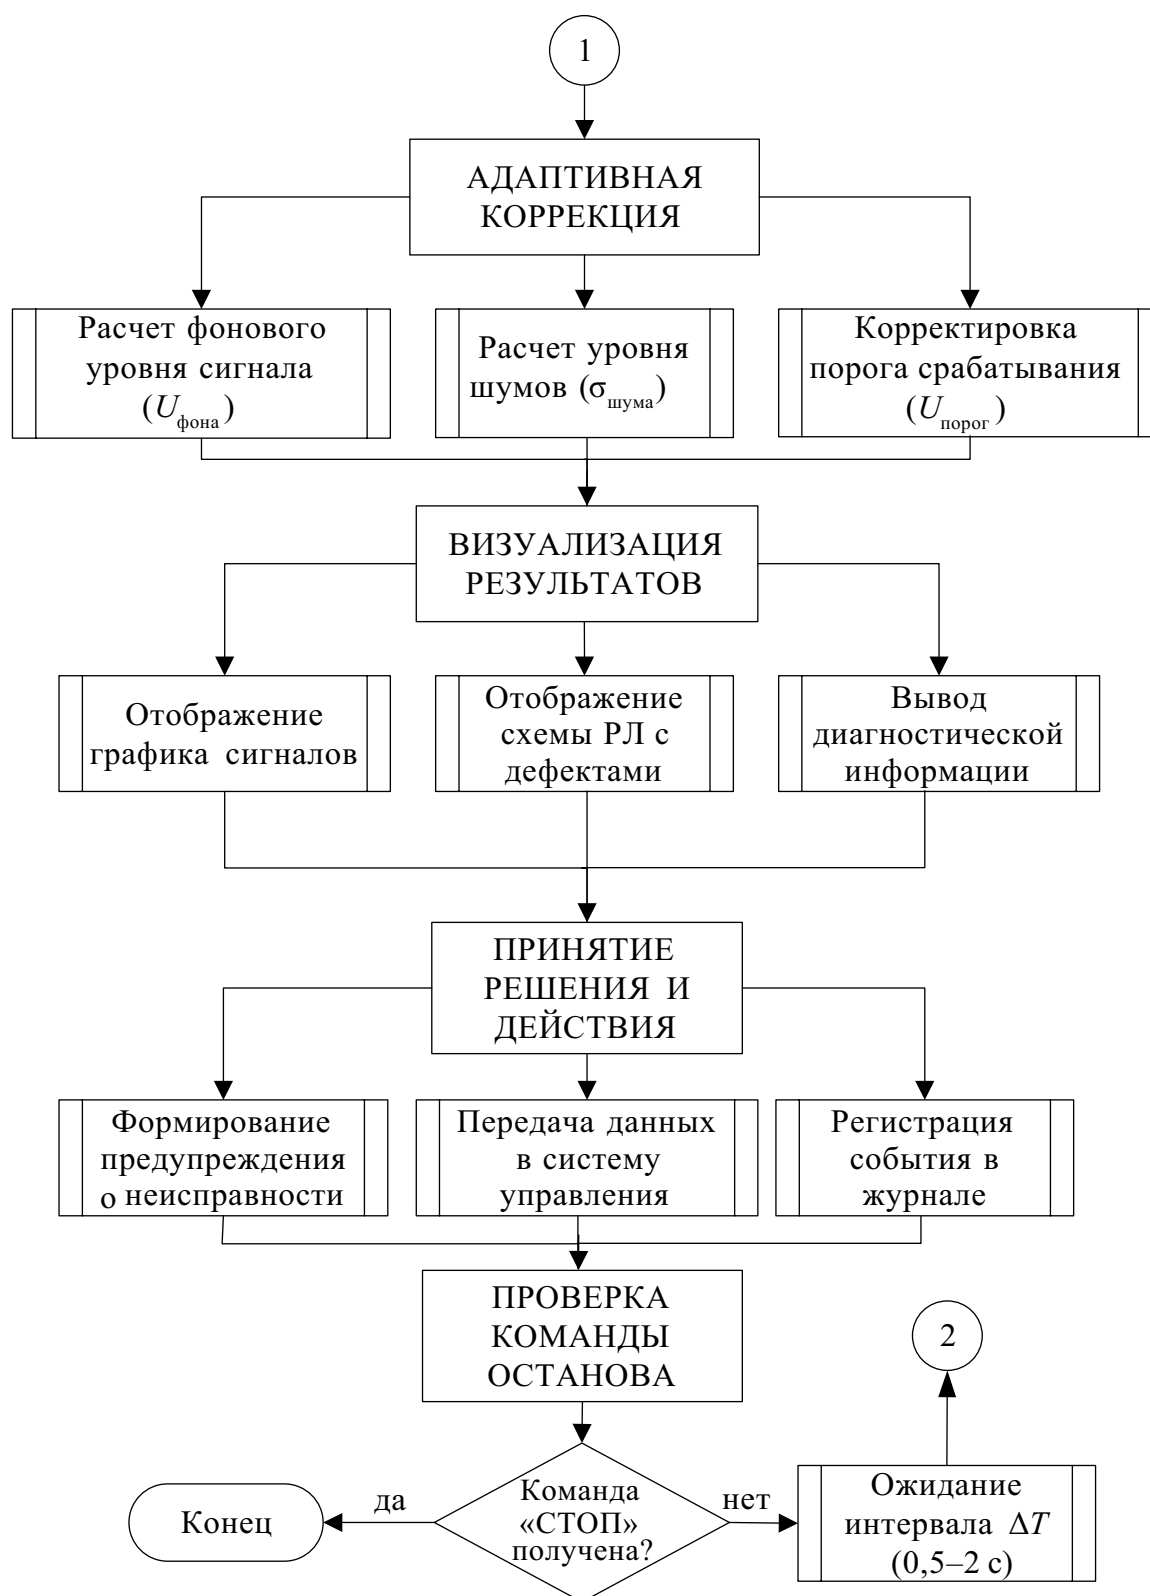 1
АДАПТИВНАЯ
КОРРЕКЦИЯ
Расчет фонового
уровня сигнала
(Uфона)
Расчет уровня
шумов (σшума)
Корректировка
порога срабатывания
(Uпорог)
ВИЗУАЛИЗАЦИЯ
РЕЗУЛЬТАТОВ
Отображение
графика сигналов
Отображение
схемы РЛ с
дефектами
Вывод
диагностической
информации
ПРИНЯТИЕ
РЕШЕНИЯ И
ДЕЙСТВИЯ
Формирование
предупреждения
о неисправности
Передача данных
в систему
управления
Регистрация
события в
журнале
ПРОВЕРКА
КОМАНДЫ
ОСТАНОВА
2
Конец
да
Команда
«СТОП»
получена?
нет
Ожидание
интервала ΔT
(0,5–2 с)